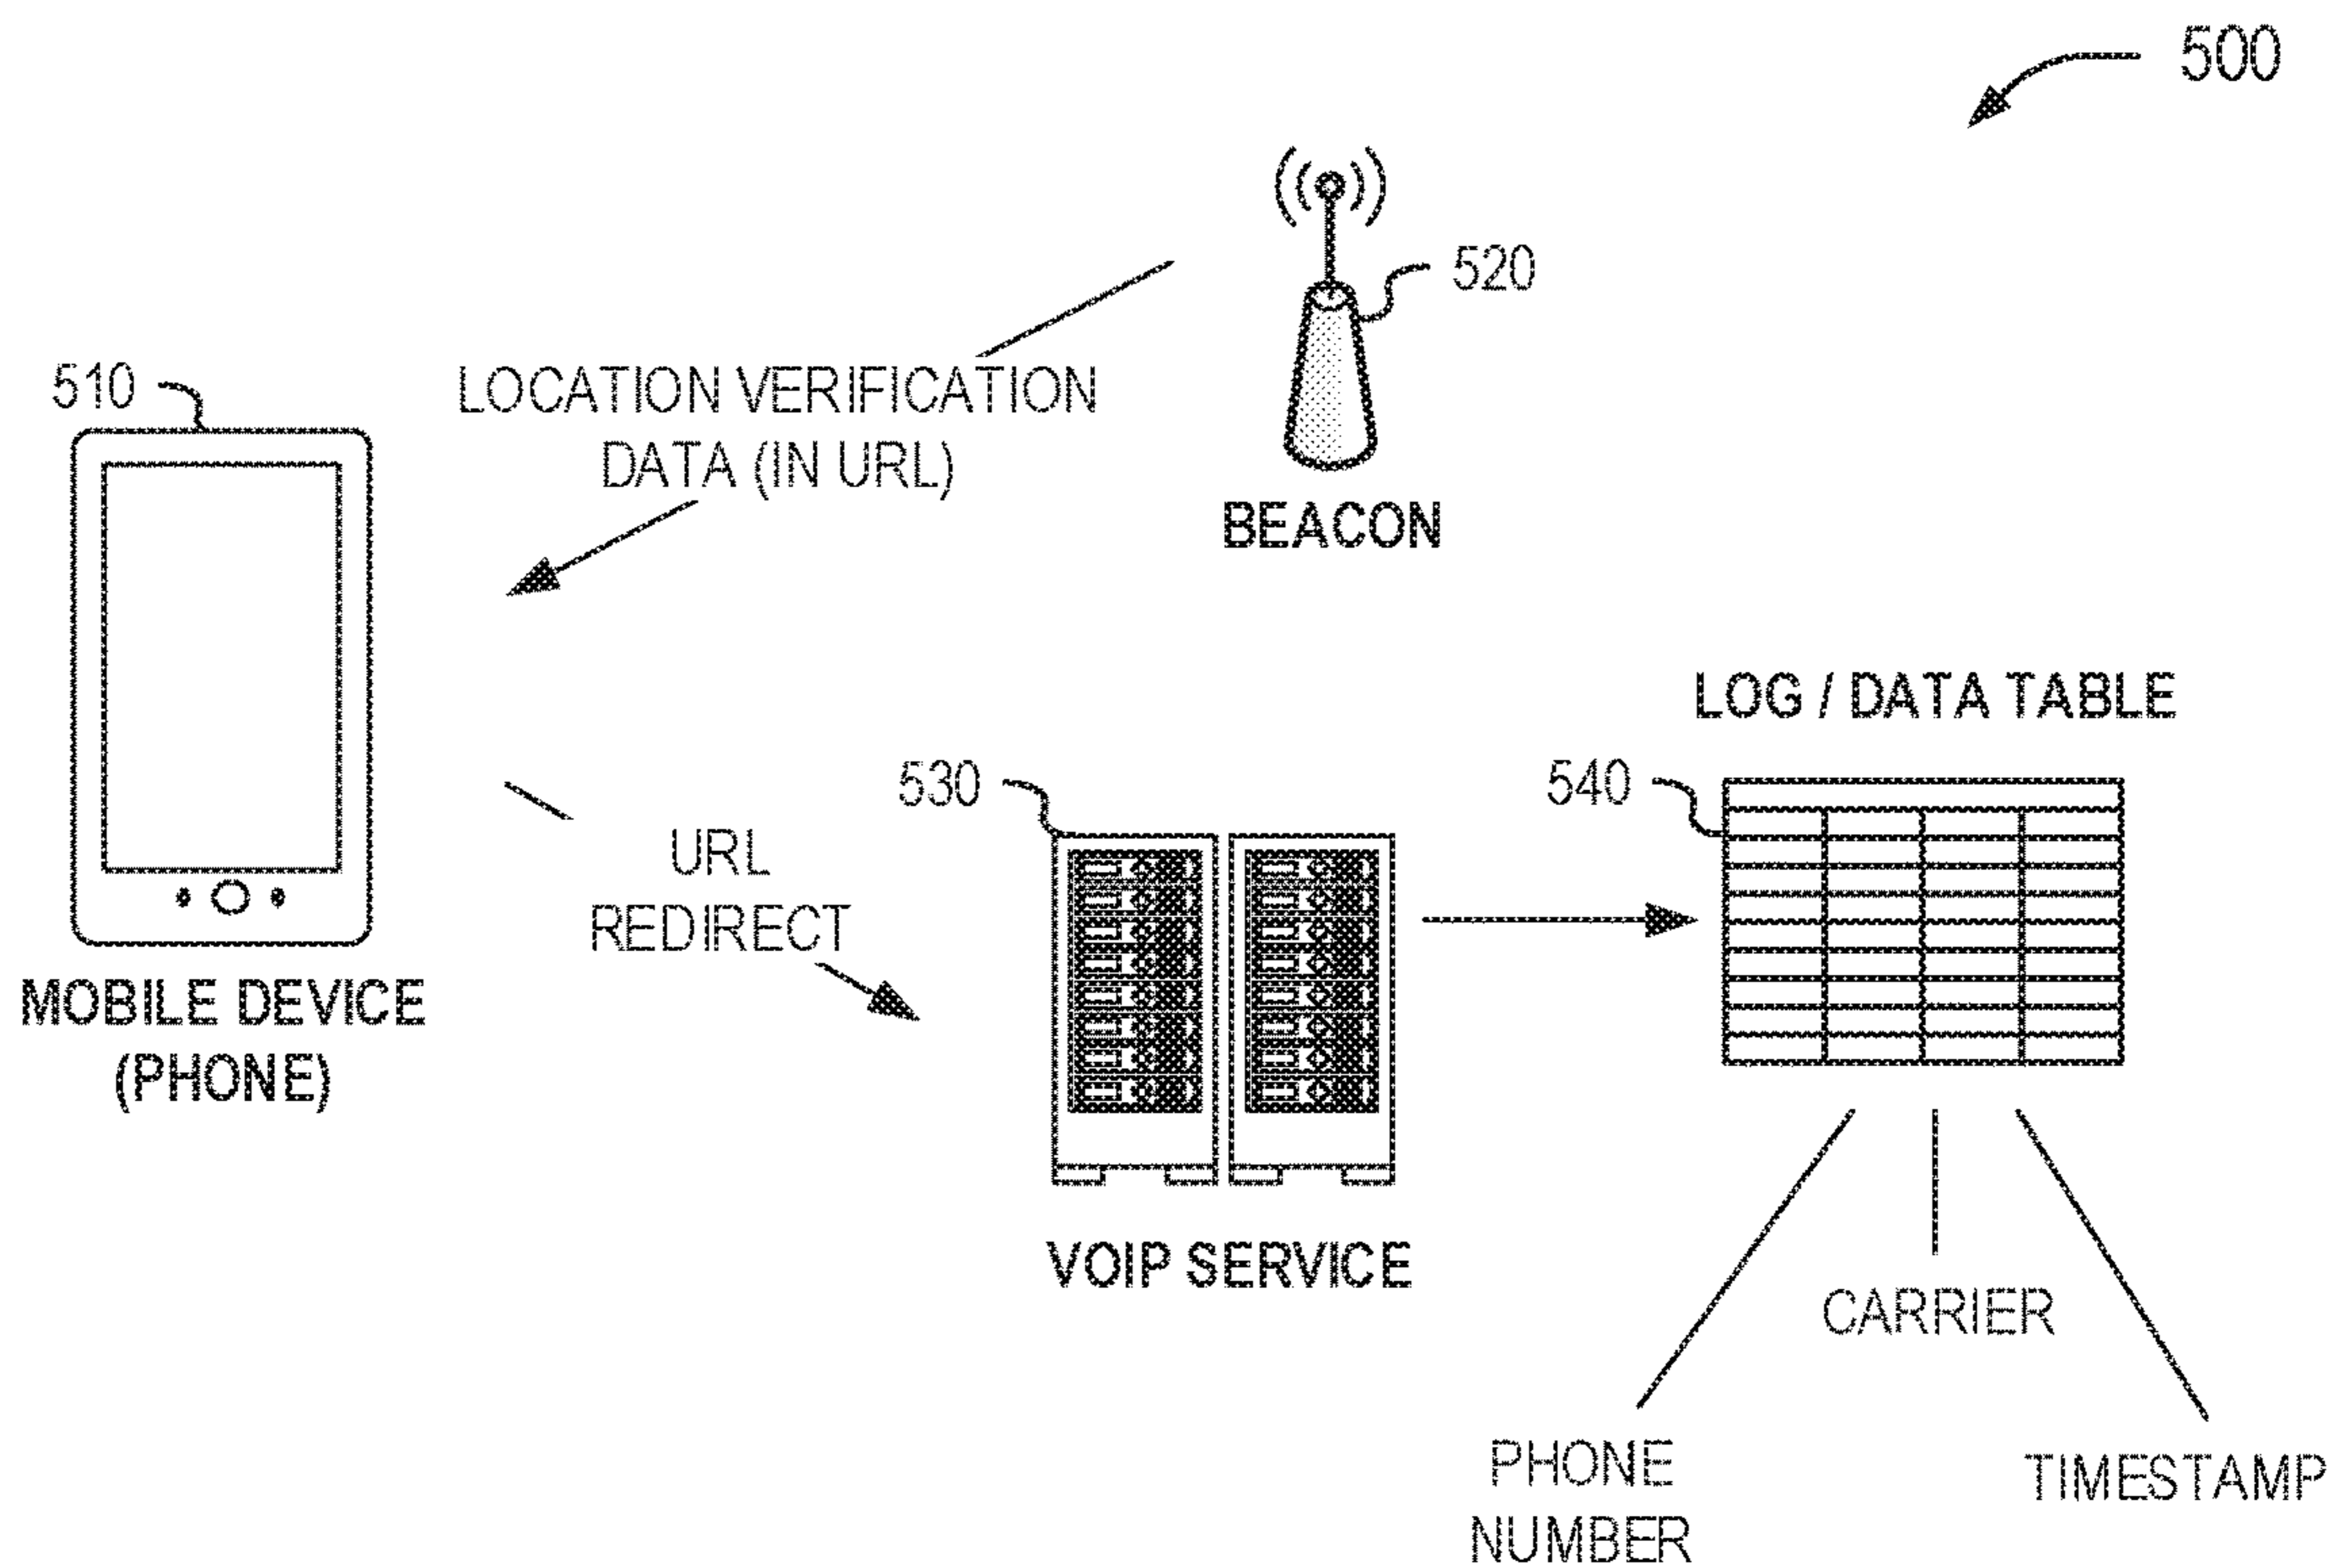 500
520
510
LOCATION VERIFICATION
DATA (IN URL)
BEACON
LOG / DATA TABLE
530
540
URL
REDIRECT
MOBILE DEVICE
(PHONE)
VOIP SERVICE
CARRIER
PHONE
NUMBER
TIMESTAMP